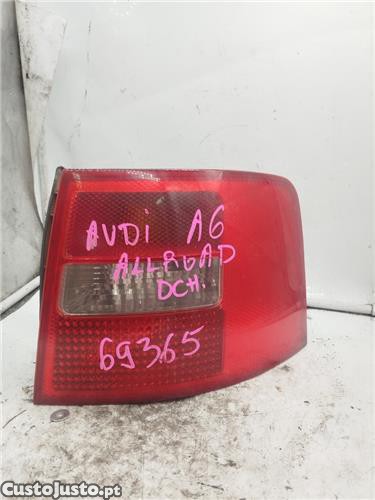 AUDi A6
ALLROAD
DCH.
69365
CustoJusto.pt